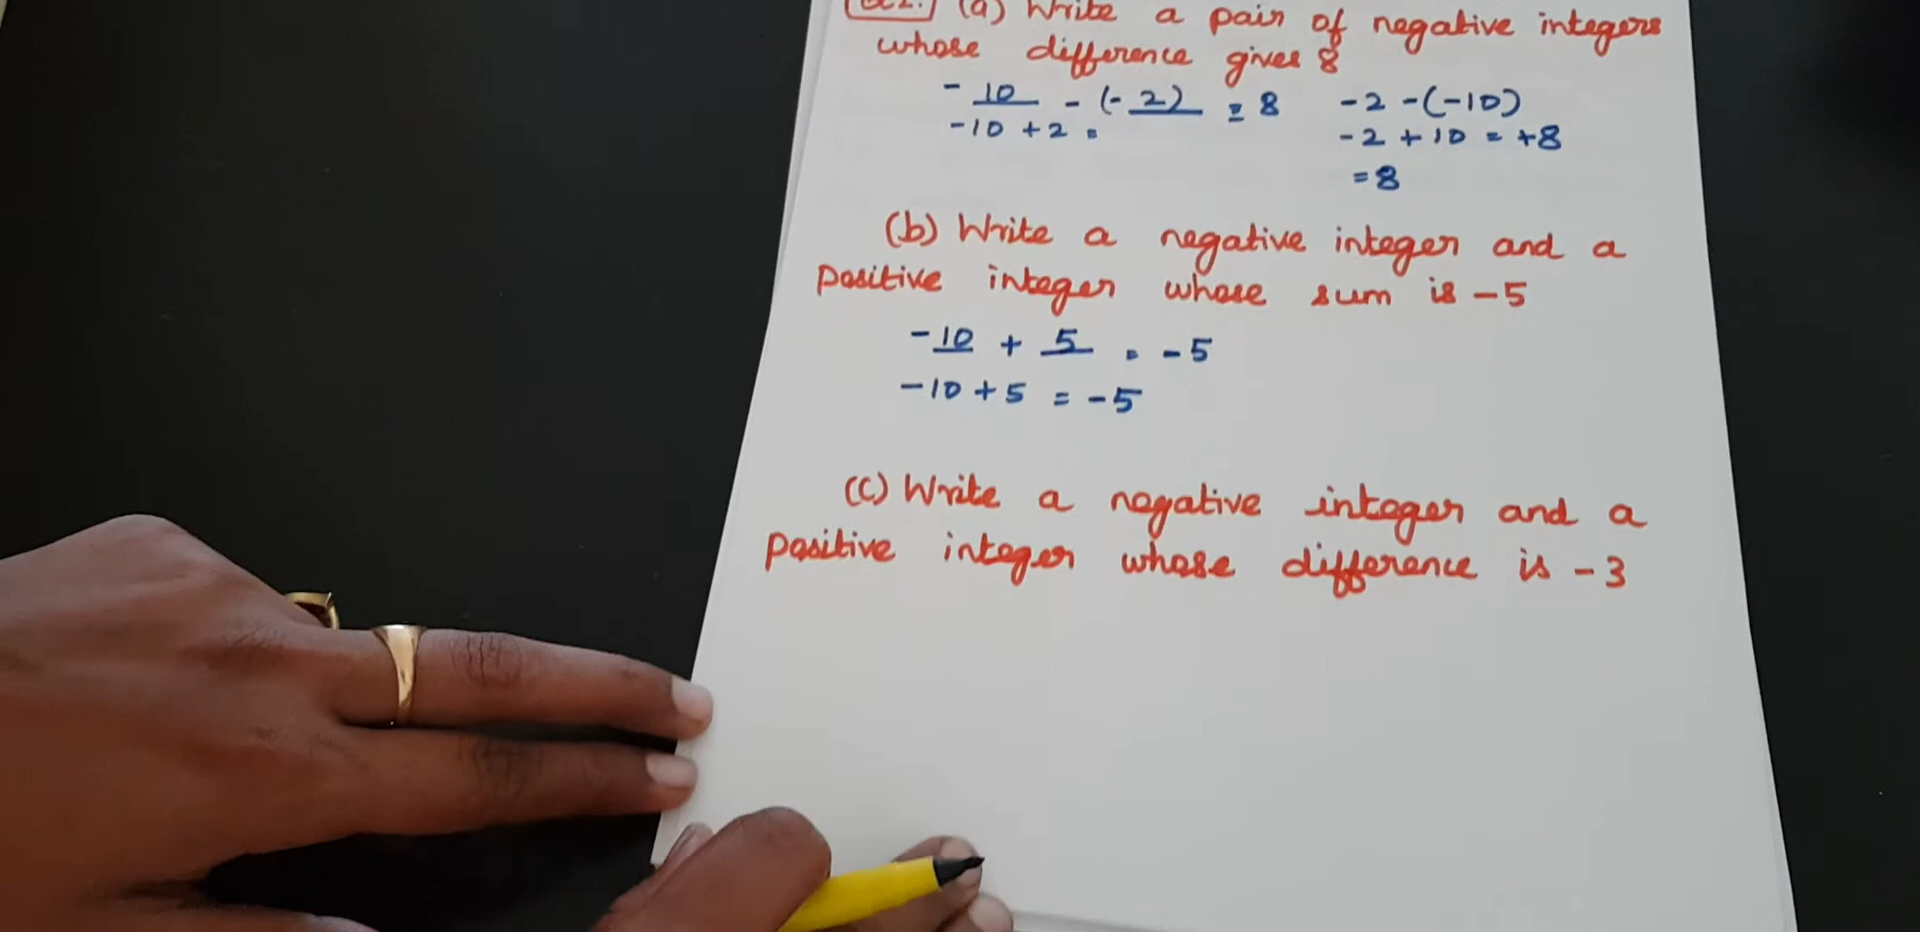 (a) Write a pair of negative integers
whose difference gives 8
- 10 - (- 2) = 8
-10 + 2 =
-2 - (-10)
-2 + 10 = +8
= 8
(b) Write a negative integer and a
positive integer whose sum is -5
-10 + 5 = -5
-10 + 5 = -5
(c) Write a negative integer and a
positive integer whose difference is -3